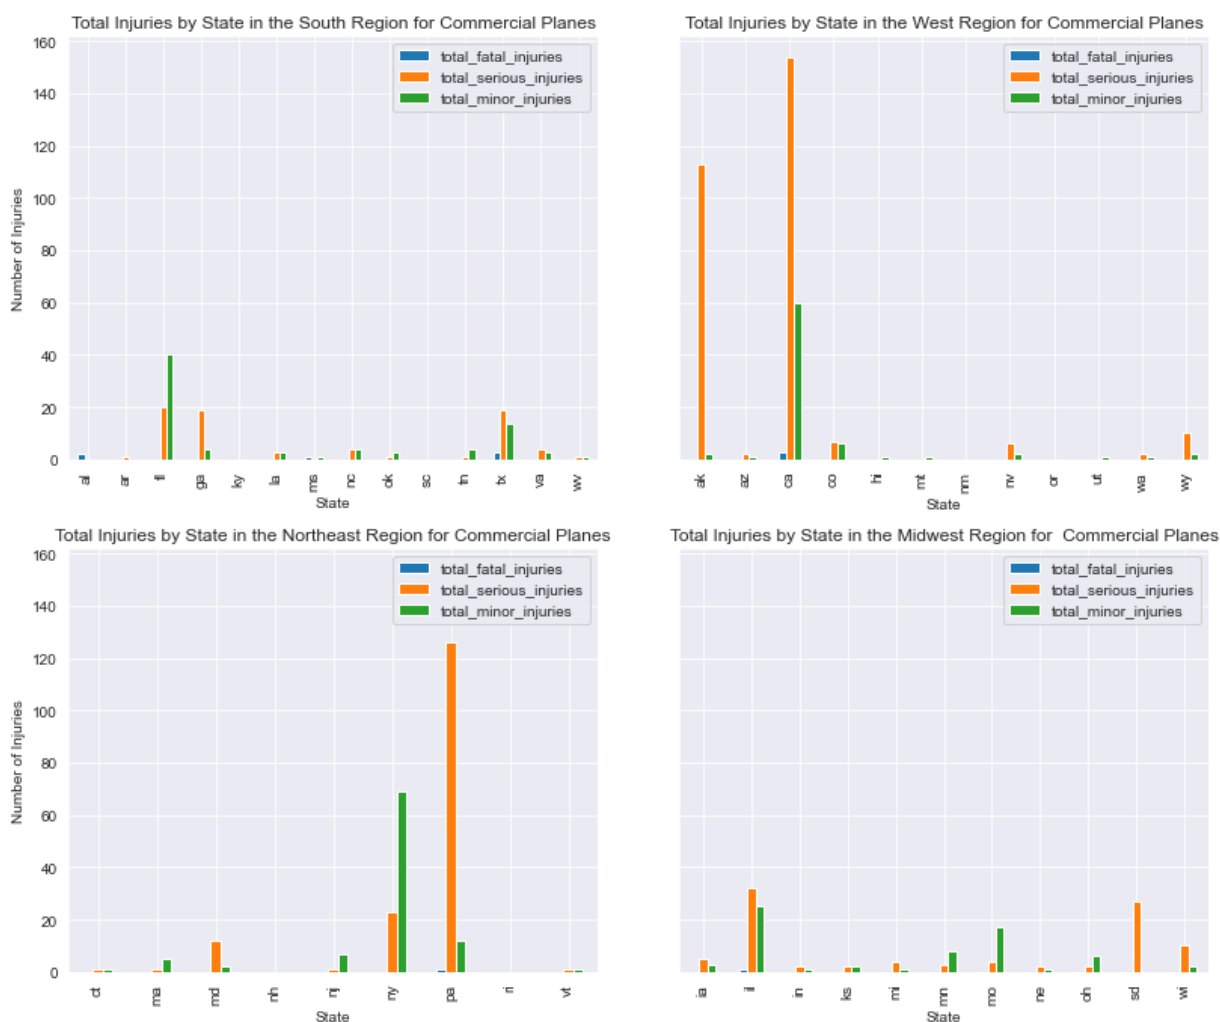 Total Injuries by State in the South Region for Commercial Planes
160
140
120
100
80
60
40
20
0
Number of Injuries
total_fatal_injuries
total_serious_injuries
total_minor_injuries
al
ar
fl
ga
ky
la
ms
nc
ok
sc
tn
tx
va
wv
State
Total Injuries by State in the West Region for Commercial Planes
total_fatal_injuries
total_serious_injuries
total_minor_injuries
ak
az
ca
co
hi
mt
nm
nv
or
ut
wa
wy
State
Total Injuries by State in the Northeast Region for Commercial Planes
160
140
120
100
80
60
40
20
0
Number of Injuries
total_fatal_injuries
total_serious_injuries
total_minor_injuries
ct
ma
md
nh
nj
ny
pa
ri
vt
State
Total Injuries by State in the Midwest Region for  Commercial Planes
total_fatal_injuries
total_serious_injuries
total_minor_injuries
ia
il
in
ks
mi
mn
mo
ne
oh
sd
wi
State